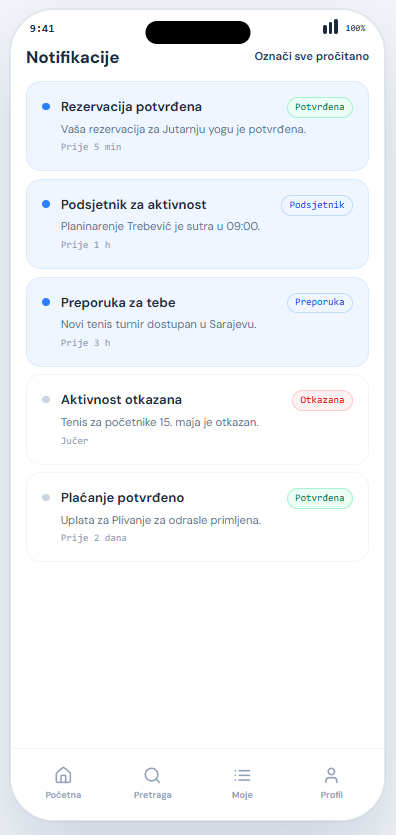 9:41
100%
Notifikacije
Označi sve pročitano
Rezervacija potvrđena
Potvrđena
Vaša rezervacija za Jutarnju yogu je potvrđena.
Prije 5 min
Podsjetnik za aktivnost
Podsjetnik
Planinarenje Trebević je sutra u 09:00.
Prije 1 h
Preporuka za tebe
Preporuka
Novi tenis turnir dostupan u Sarajevu.
Prije 3 h
Aktivnost otkazana
Otkazana
Tenis za početnike 15. maja je otkazan.
Jučer
Plaćanje potvrđeno
Potvrđena
Uplata za Plivanje za odrasle primljena.
Prije 2 dana
Početna
Pretraga
Moje
Profil